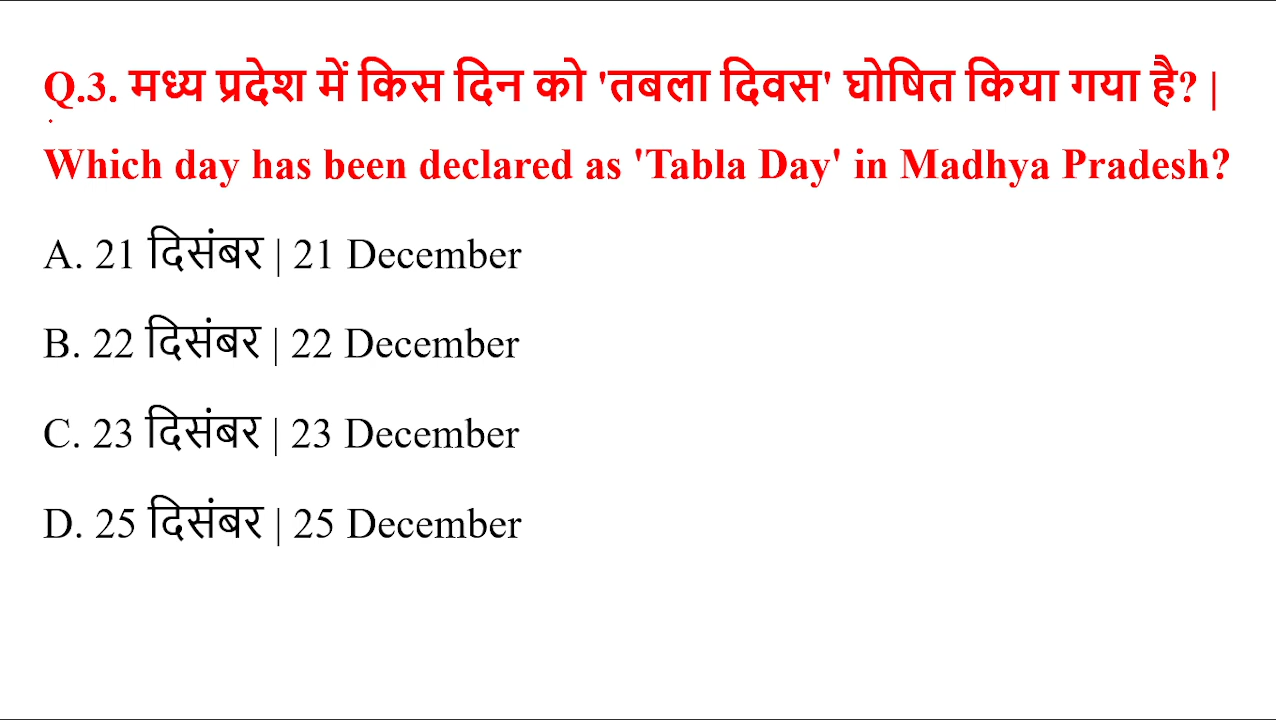 Q.3. मध्य प्रदेश में किस दिन को 'तबला दिवस' घोषित किया गया है? |
Which day has been declared as 'Tabla Day' in Madhya Pradesh?
A. 21 दिसंबर | 21 December
B. 22 दिसंबर | 22 December
C. 23 दिसंबर | 23 December
D. 25 दिसंबर | 25 December